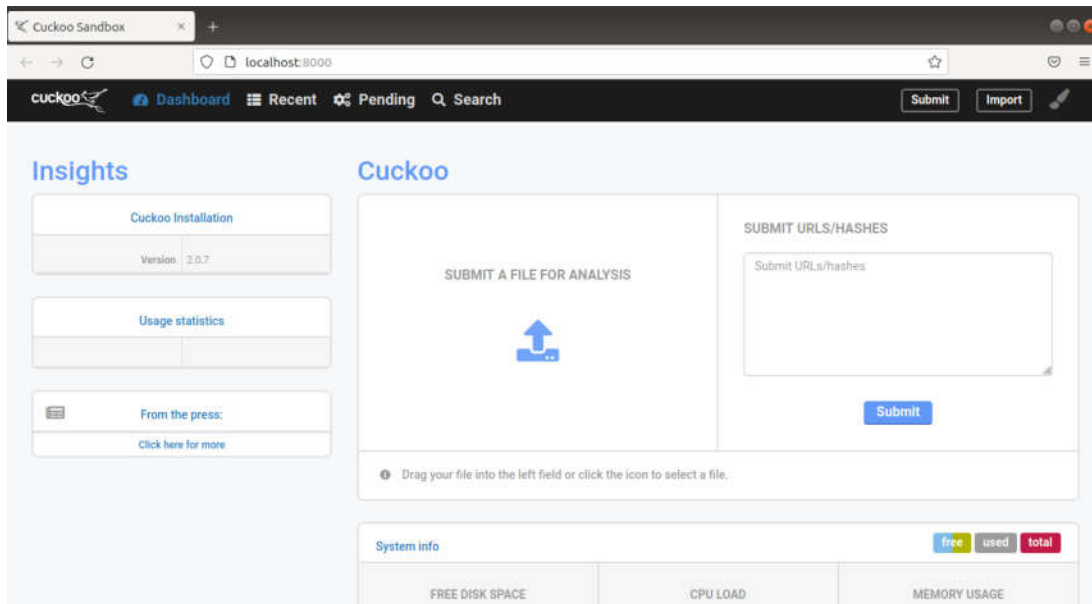 Cuckoo Sandbox
localhost:8000
cuckoo Dashboard Recent Pending Search Submit Import
Insights
Cuckoo Installation
Version 2.0.7
Usage statistics
From the press:
Click here for more
Cuckoo
SUBMIT A FILE FOR ANALYSIS
SUBMIT URLS/HASHES
Submit URLs/hashes
Submit
Drag your file into the left field or click the icon to select a file.
System info
free used total
FREE DISK SPACE CPU LOAD MEMORY USAGE